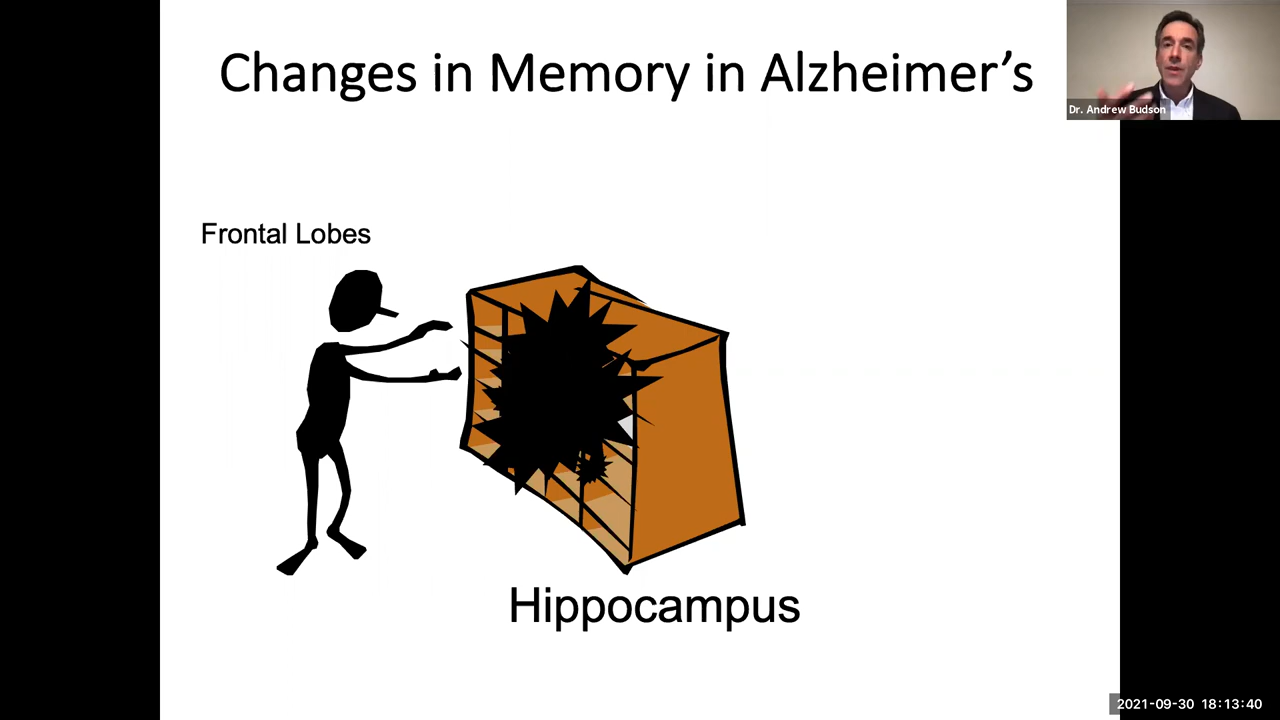 Changes in Memory in Alzheimer’s
Dr. Andrew Budson
Frontal Lobes
Hippocampus
2021-09-30 18:13:40